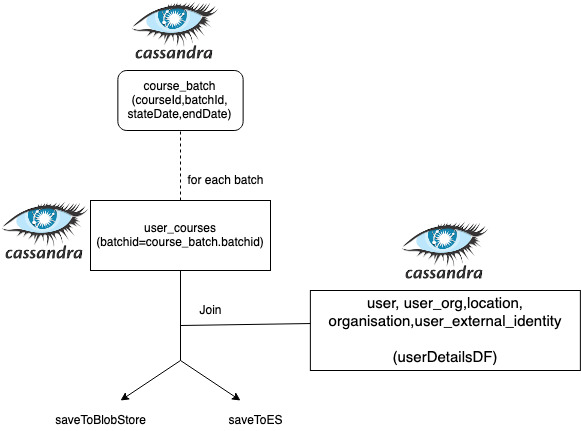 cassandra
course_batch
(courseId,batchId,
stateDate,endDate)
for each batch
cassandra
user_courses
(batchid=course_batch.batchid)
cassandra
Join
user, user_org,location,
organisation,user_external_identity
(userDetailsDF)
saveToBlobStore
saveToES